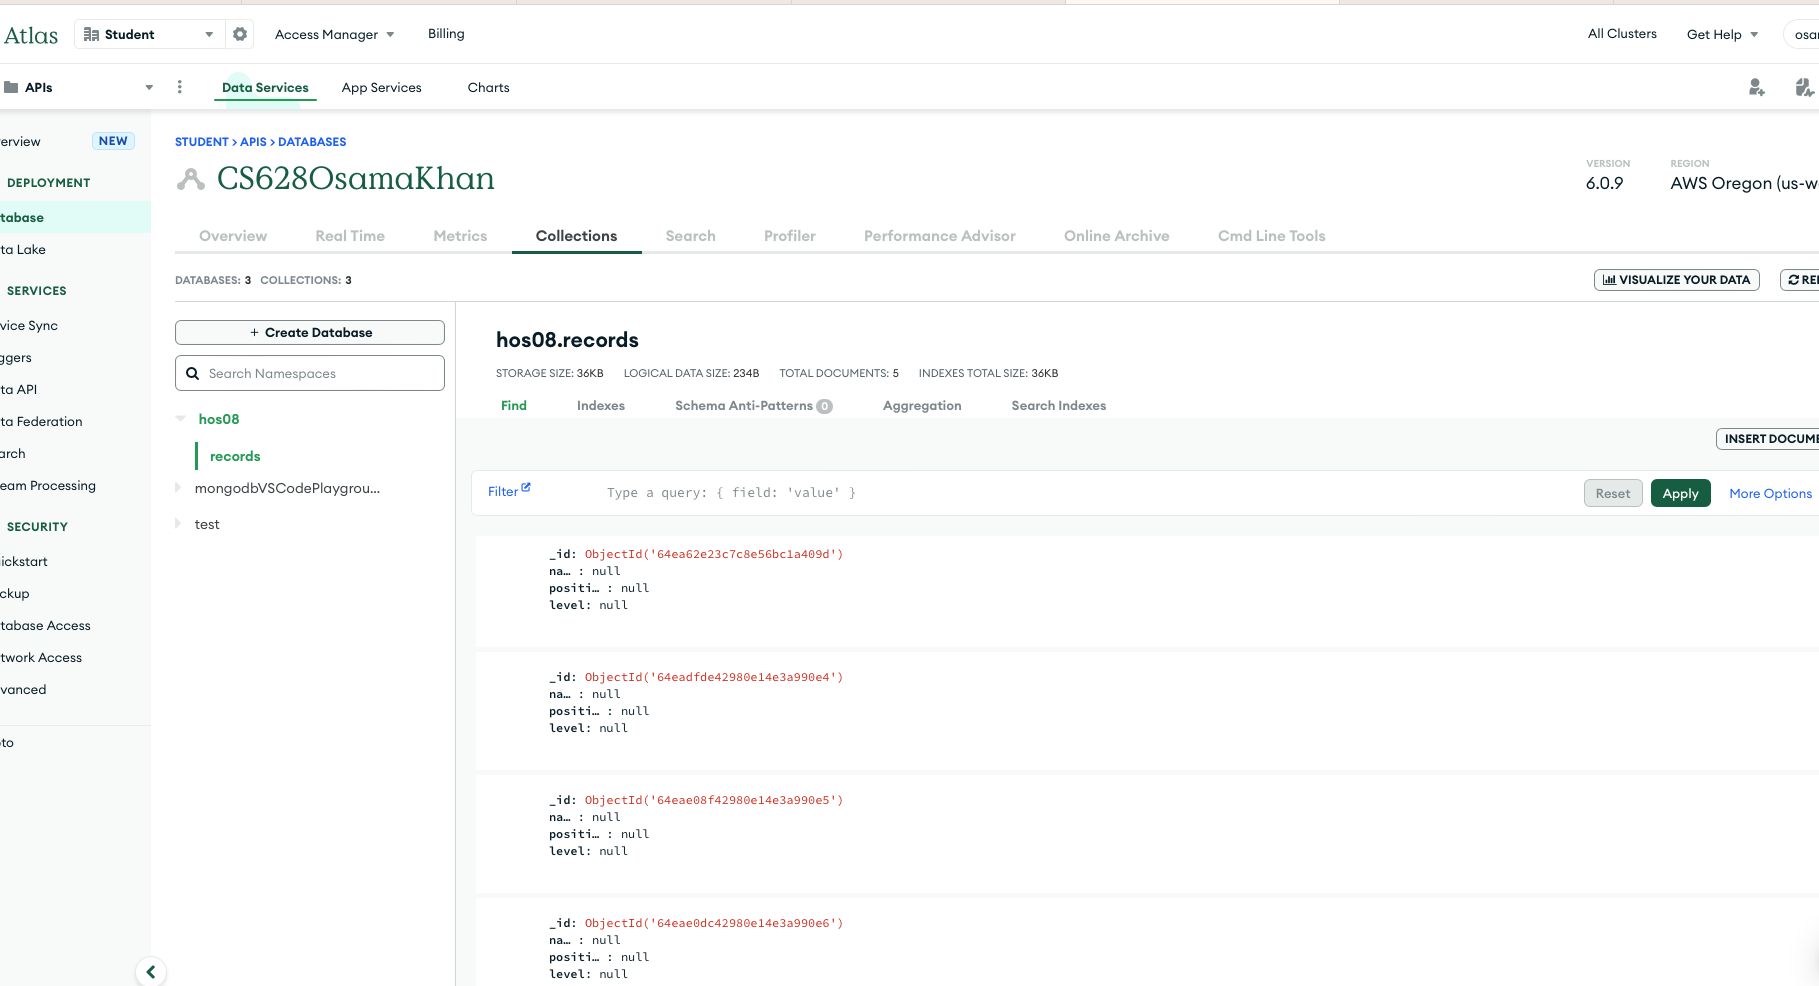 Atlas
Student
Access Manager
Billing
All Clusters
Get Help
osa
APIs
Data Services
App Services
Charts
erview
NEW
DEPLOYMENT
tabase
ta Lake
SERVICES
vice Sync
ggers
ta API
ta Federation
arch
eam Processing
SECURITY
ickstart
ckup
tabase Access
twork Access
vanced
oto
STUDENT > APIS > DATABASES
CS628OsamaKhan
VERSION
6.0.9
REGION
AWS Oregon (us-w
Overview
Real Time
Metrics
Collections
Search
Profiler
Performance Advisor
Online Archive
Cmd Line Tools
DATABASES: 3 COLLECTIONS: 3
VISUALIZE YOUR DATA
REF
+ Create Database
Search Namespaces
hos08
records
mongodbVSCodePlaygrou...
test
hos08.records
STORAGE SIZE: 36KB LOGICAL DATA SIZE: 234B TOTAL DOCUMENTS: 5 INDEXES TOTAL SIZE: 36KB
Find
Indexes
Schema Anti-Patterns 0
Aggregation
Search Indexes
INSERT DOCUME
Filter
Type a query: { field: 'value' }
Reset
Apply
More Options
_id: ObjectId('64ea62e23c7c8e56bc1a409d')
na… : null
positi… : null
level: null
_id: ObjectId('64eadfde42980e14e3a990e4')
na… : null
positi… : null
level: null
_id: ObjectId('64eae08f42980e14e3a990e5')
na… : null
positi… : null
level: null
_id: ObjectId('64eae0dc42980e14e3a990e6')
na… : null
positi… : null
level: null